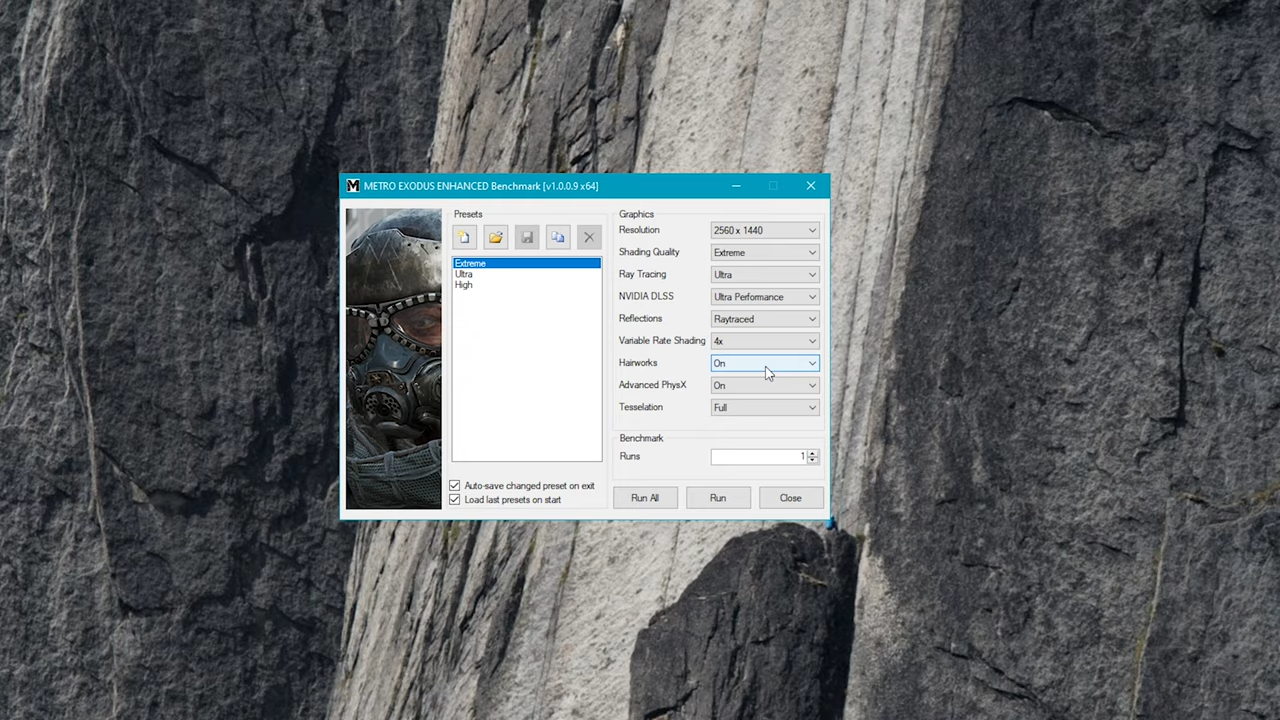 METRO EXODUS ENHANCED Benchmark [v1.0.0.9 x64]
Presets
Extreme
Ultra
High
Auto-save changed preset on exit
Load last presets on start
Graphics
Resolution 2560 x 1440
Shading Quality Extreme
Ray Tracing Ultra
NVIDIA DLSS Ultra Performance
Reflections Raytraced
Variable Rate Shading 4x
Hairworks On
Advanced PhysX On
Tesselation Full
Benchmark
Runs 1
Run All Run Close